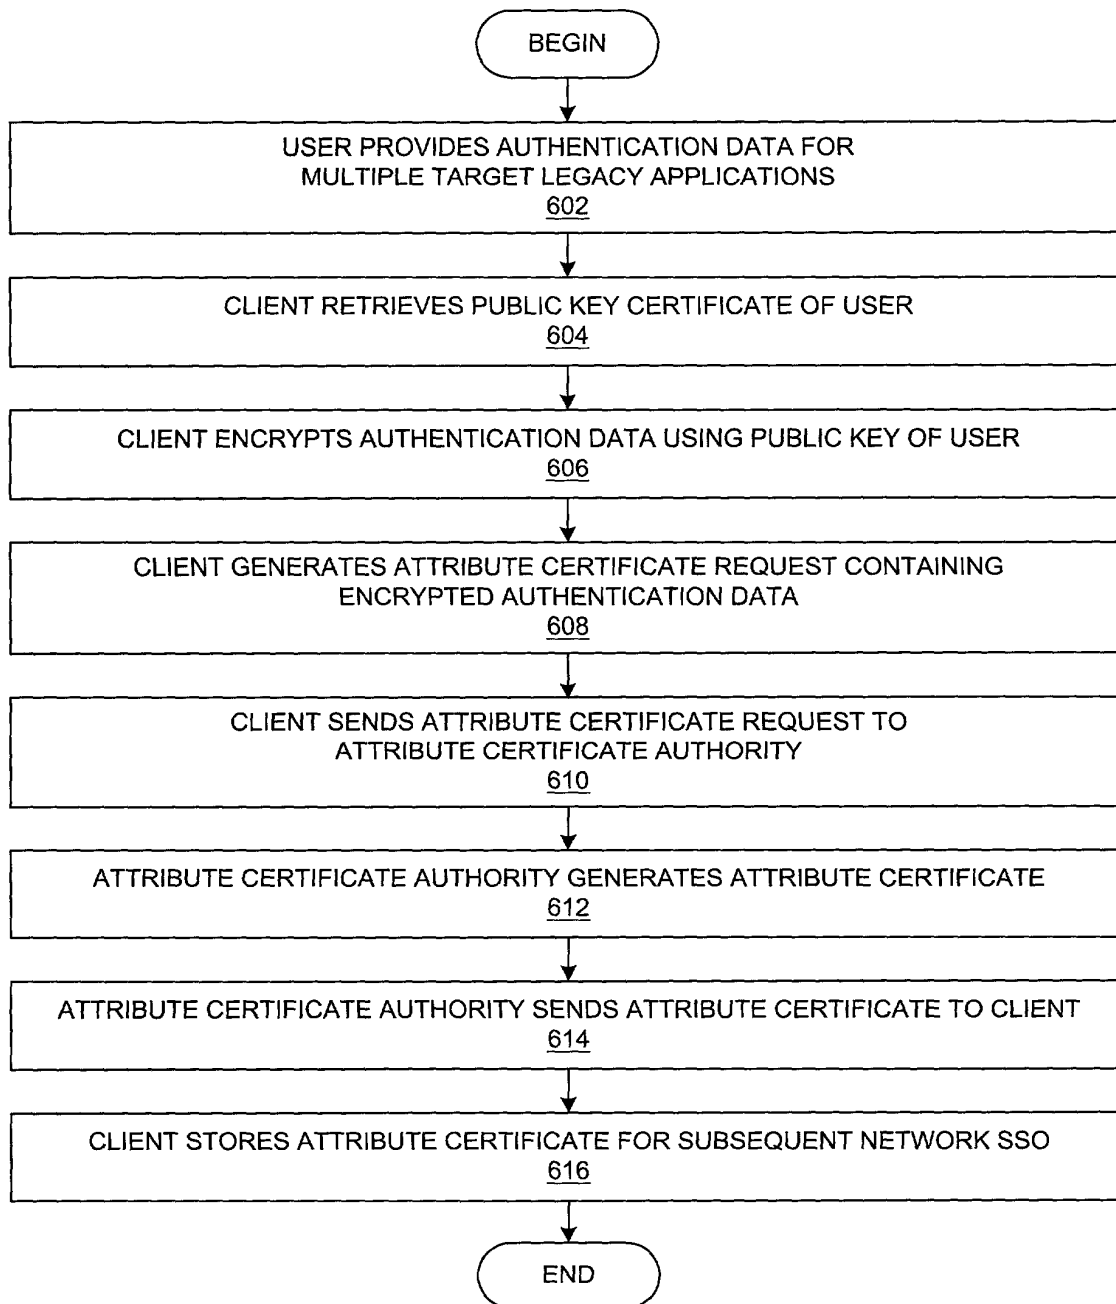 BEGIN
USER PROVIDES AUTHENTICATION DATA FOR
MULTIPLE TARGET LEGACY APPLICATIONS
602
CLIENT RETRIEVES PUBLIC KEY CERTIFICATE OF USER
604
CLIENT ENCRYPTS AUTHENTICATION DATA USING PUBLIC KEY OF USER
606
CLIENT GENERATES ATTRIBUTE CERTIFICATE REQUEST CONTAINING
ENCRYPTED AUTHENTICATION DATA
608
CLIENT SENDS ATTRIBUTE CERTIFICATE REQUEST TO
ATTRIBUTE CERTIFICATE AUTHORITY
610
ATTRIBUTE CERTIFICATE AUTHORITY GENERATES ATTRIBUTE CERTIFICATE
612
ATTRIBUTE CERTIFICATE AUTHORITY SENDS ATTRIBUTE CERTIFICATE TO CLIENT
614
CLIENT STORES ATTRIBUTE CERTIFICATE FOR SUBSEQUENT NETWORK SSO
616
END